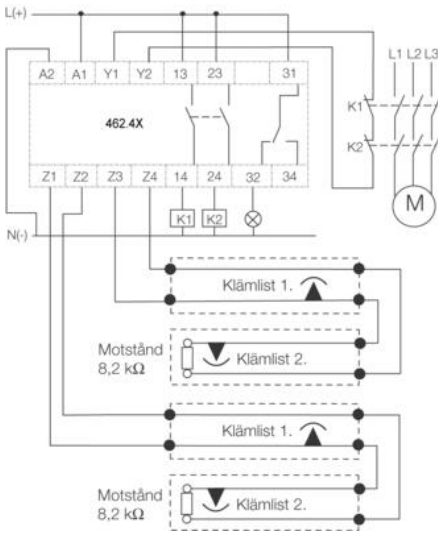 L(+)
A2 A1 Y1 Y2 13 23 31
L1 L2 L3
K1
462.4X
K2
Z1 Z2 Z3 Z4 14 24 32 34
M
K1 K2
N(-)
Klämlist 1.
Motstånd
8,2 kΩ
Klämlist 2.
Klämlist 1.
Motstånd
8,2 kΩ
Klämlist 2.